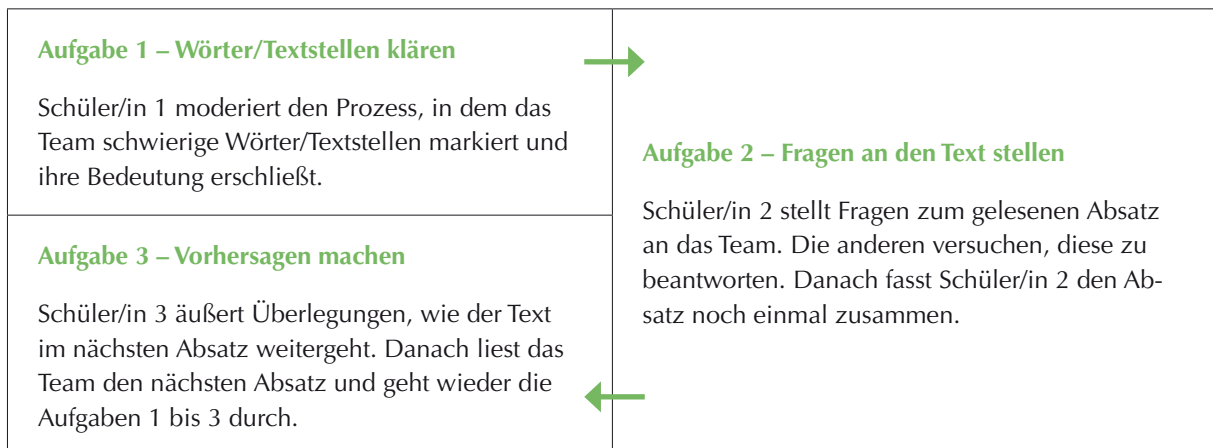 Aufgabe 1 – Wörter/Textstellen klären
Schüler/in 1 moderiert den Prozess, in dem das
Team schwierige Wörter/Textstellen markiert und
ihre Bedeutung erschließt.
Aufgabe 2 – Fragen an den Text stellen
Schüler/in 2 stellt Fragen zum gelesenen Absatz
an das Team. Die anderen versuchen, diese zu
beantworten. Danach fasst Schüler/in 2 den Ab-
satz noch einmal zusammen.
Aufgabe 3 – Vorhersagen machen
Schüler/in 3 äußert Überlegungen, wie der Text
im nächsten Absatz weitergeht. Danach liest das
Team den nächsten Absatz und geht wieder die
Aufgaben 1 bis 3 durch.